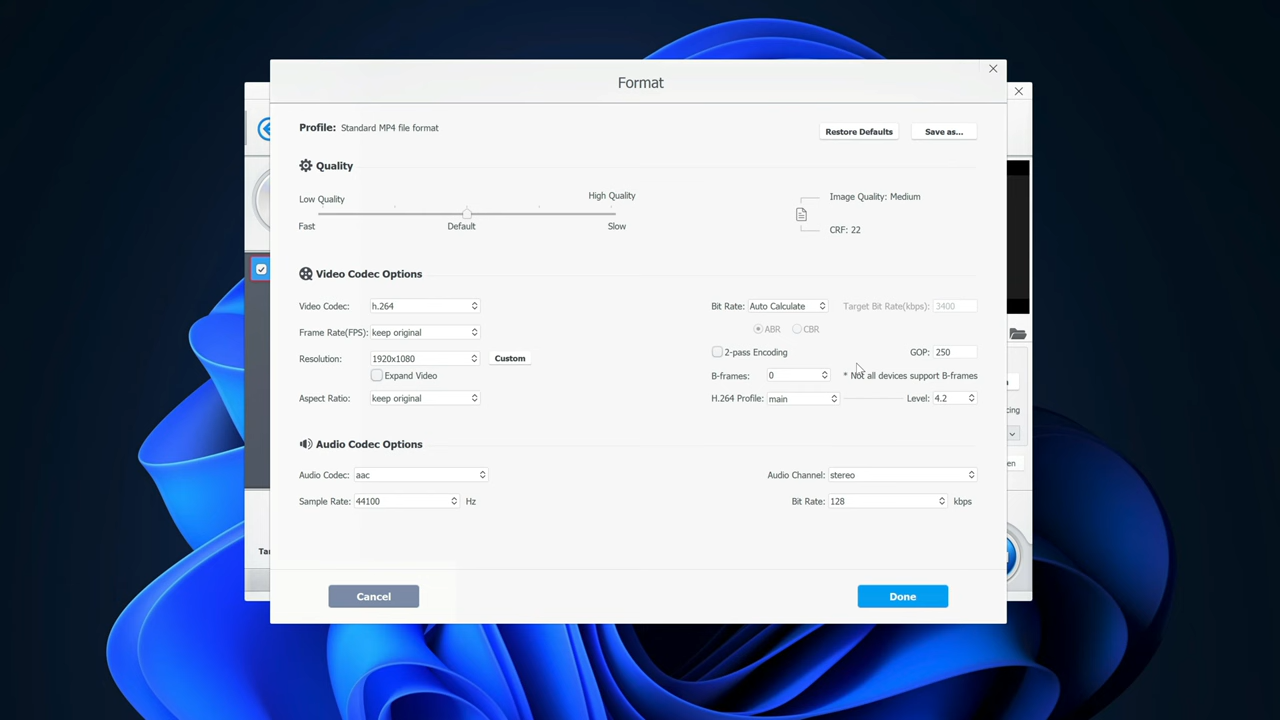 Format
Profile: Standard MP4 file format
Restore Defaults
Save as...
Quality
Low Quality
High Quality
Fast
Default
Slow
Image Quality: Medium
CRF: 22
Video Codec Options
Video Codec: h.264
Bit Rate: Auto Calculate
Target Bit Rate(kbps): 3400
Frame Rate(FPS): keep original
ABR
CBR
Resolution: 1920x1080
Custom
2-pass Encoding
GOP: 250
Expand Video
B-frames: 0
* Not all devices support B-frames
Aspect Ratio: keep original
H.264 Profile: main
Level: 4.2
Audio Codec Options
Audio Codec: aac
Audio Channel: stereo
Sample Rate: 44100 Hz
Bit Rate: 128 kbps
Cancel
Done